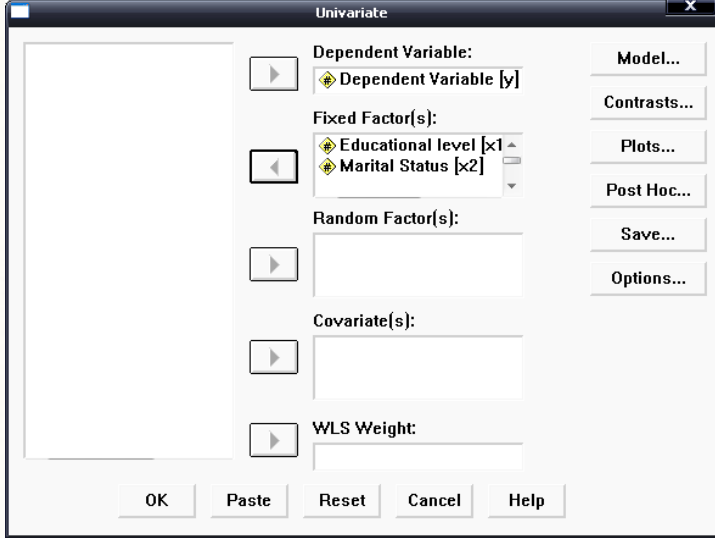 Univariate
X
Dependent Variable:
# Dependent Variable [y]
Fixed Factor(s):
# Educational level [x1
# Marital Status [x2]
Random Factor(s):
Covariate(s):
WLS Weight:
Model...
Contrasts...
Plots...
Post Hoc...
Save...
Options...
OK
Paste
Reset
Cancel
Help